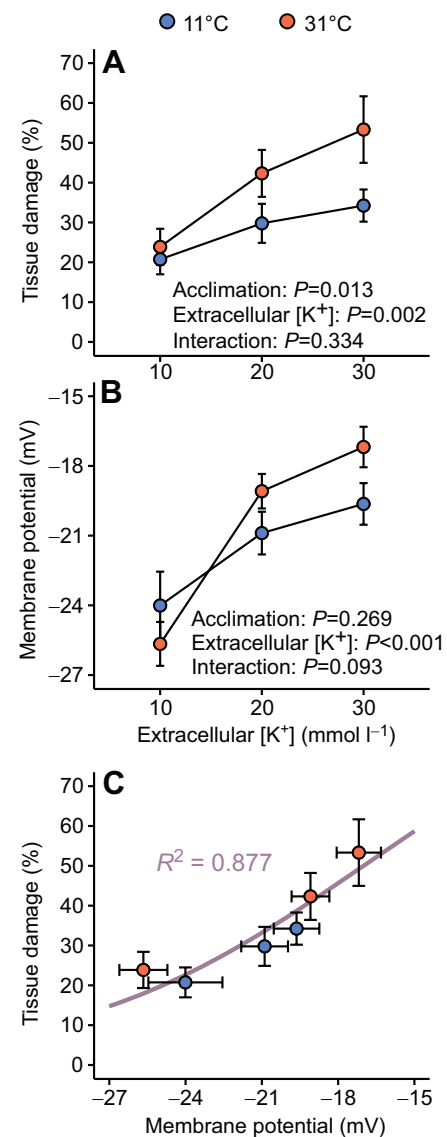 11°C 31°C
A
70
60
50
40
30
20
10
0
Tissue damage (%)
Acclimation: P=0.013
Extracellular [K⁺]: P=0.002
Interaction: P=0.334
10 20 30
B
–15
–18
–21
–24
–27
Membrane potential (mV)
Acclimation: P=0.269
Extracellular [K⁺]: P<0.001
Interaction: P=0.093
10 20 30
Extracellular [K⁺] (mmol l⁻¹)
C
70
60
50
40
30
20
10
0
Tissue damage (%)
R² = 0.877
–27 –24 –21 –18 –15
Membrane potential (mV)